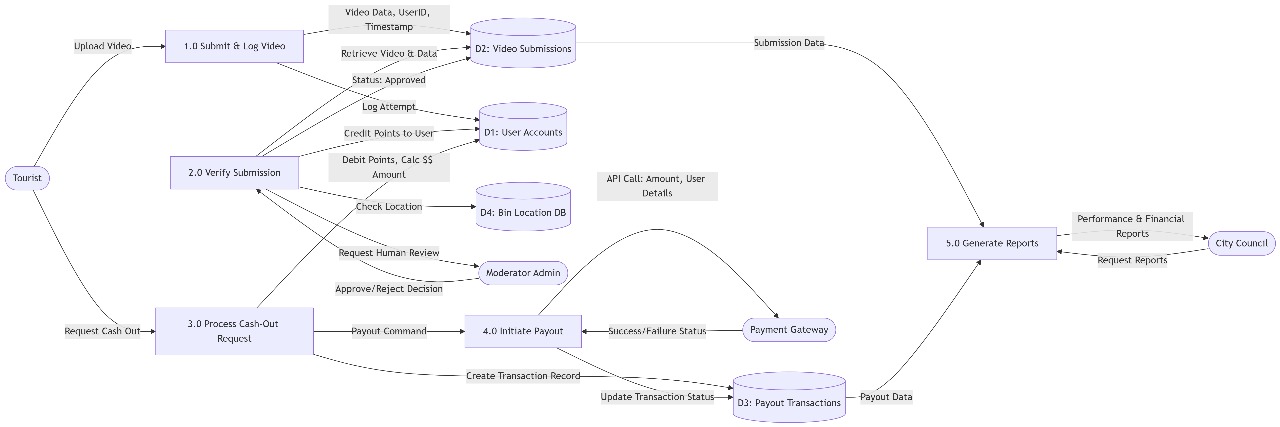 Video Data, UserID,
Timestamp
Upload Video
1.0 Submit & Log Video
D2: Video Submissions
Submission Data
Retrieve Video & Data
Status: Approved
Log Attempt
D1: User Accounts
Credit Points to User
Debit Points, Calc $$
Amount
2.0 Verify Submission
Tourist
API Call: Amount, User
Details
Check Location
D4: Bin Location DB
Performance & Financial
Reports
5.0 Generate Reports
City Council
Request Reports
Request Human Review
Moderator Admin
Approve/Reject Decision
Request Cash Out
3.0 Process Cash-Out
Request
Payout Command
4.0 Initiate Payout
Success/Failure Status
Payment Gateway
Create Transaction Record
Update Transaction Status
D3: Payout Transactions
Payout Data